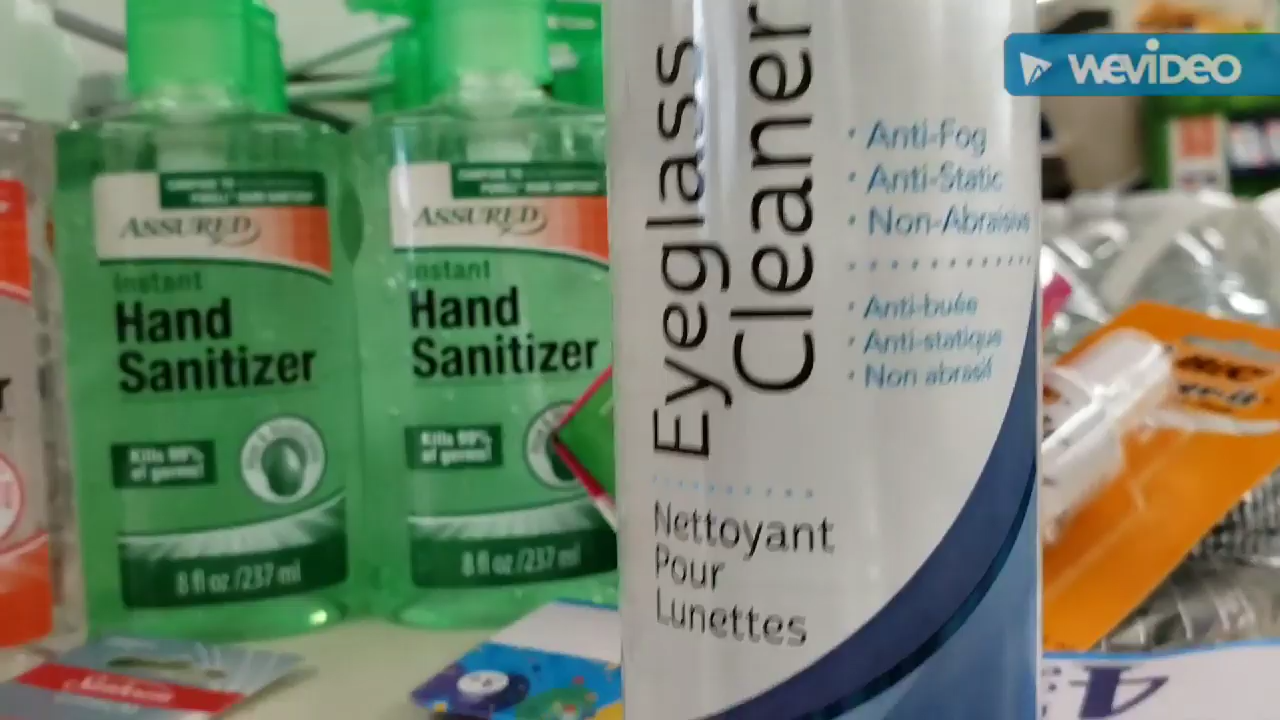 WEVIDEO
ASSURED
Instant
Hand
Sanitizer
Kills 99%
of germs!
8 fl oz /237 ml
ASSURED
Instant
Hand
Sanitizer
Kills 99%
of germs!
8 fl oz /237 ml
Eyeglass
Cleaner
Nettoyant
Pour
Lunettes
• Anti-Fog
• Anti-Static
• Non-Abrasive
• Anti-buée
• Anti-statique
• Non abrasif
BIC
4